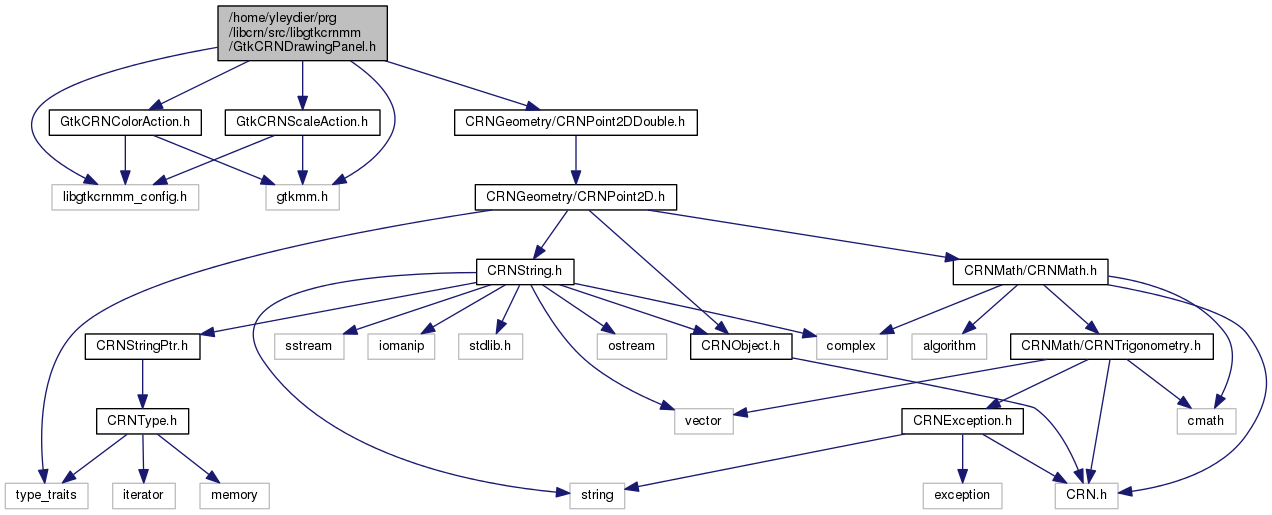 /home/yleydier/prg
/libcrn/src/libgtkcrnmm
/GtkCRNDrawingPanel.h
GtkCRNColorAction.h
GtkCRNScaleAction.h
CRNGeometry/CRNPoint2DDouble.h
libgtkcrnmm_config.h
gtkmm.h
CRNGeometry/CRNPoint2D.h
CRNString.h
CRNMath/CRNMath.h
CRNStringPtr.h
sstream
iomanip
stdlib.h
ostream
CRNObject.h
complex
algorithm
CRNMath/CRNTrigonometry.h
CRNType.h
vector
CRNException.h
cmath
type_traits
iterator
memory
string
exception
CRN.h